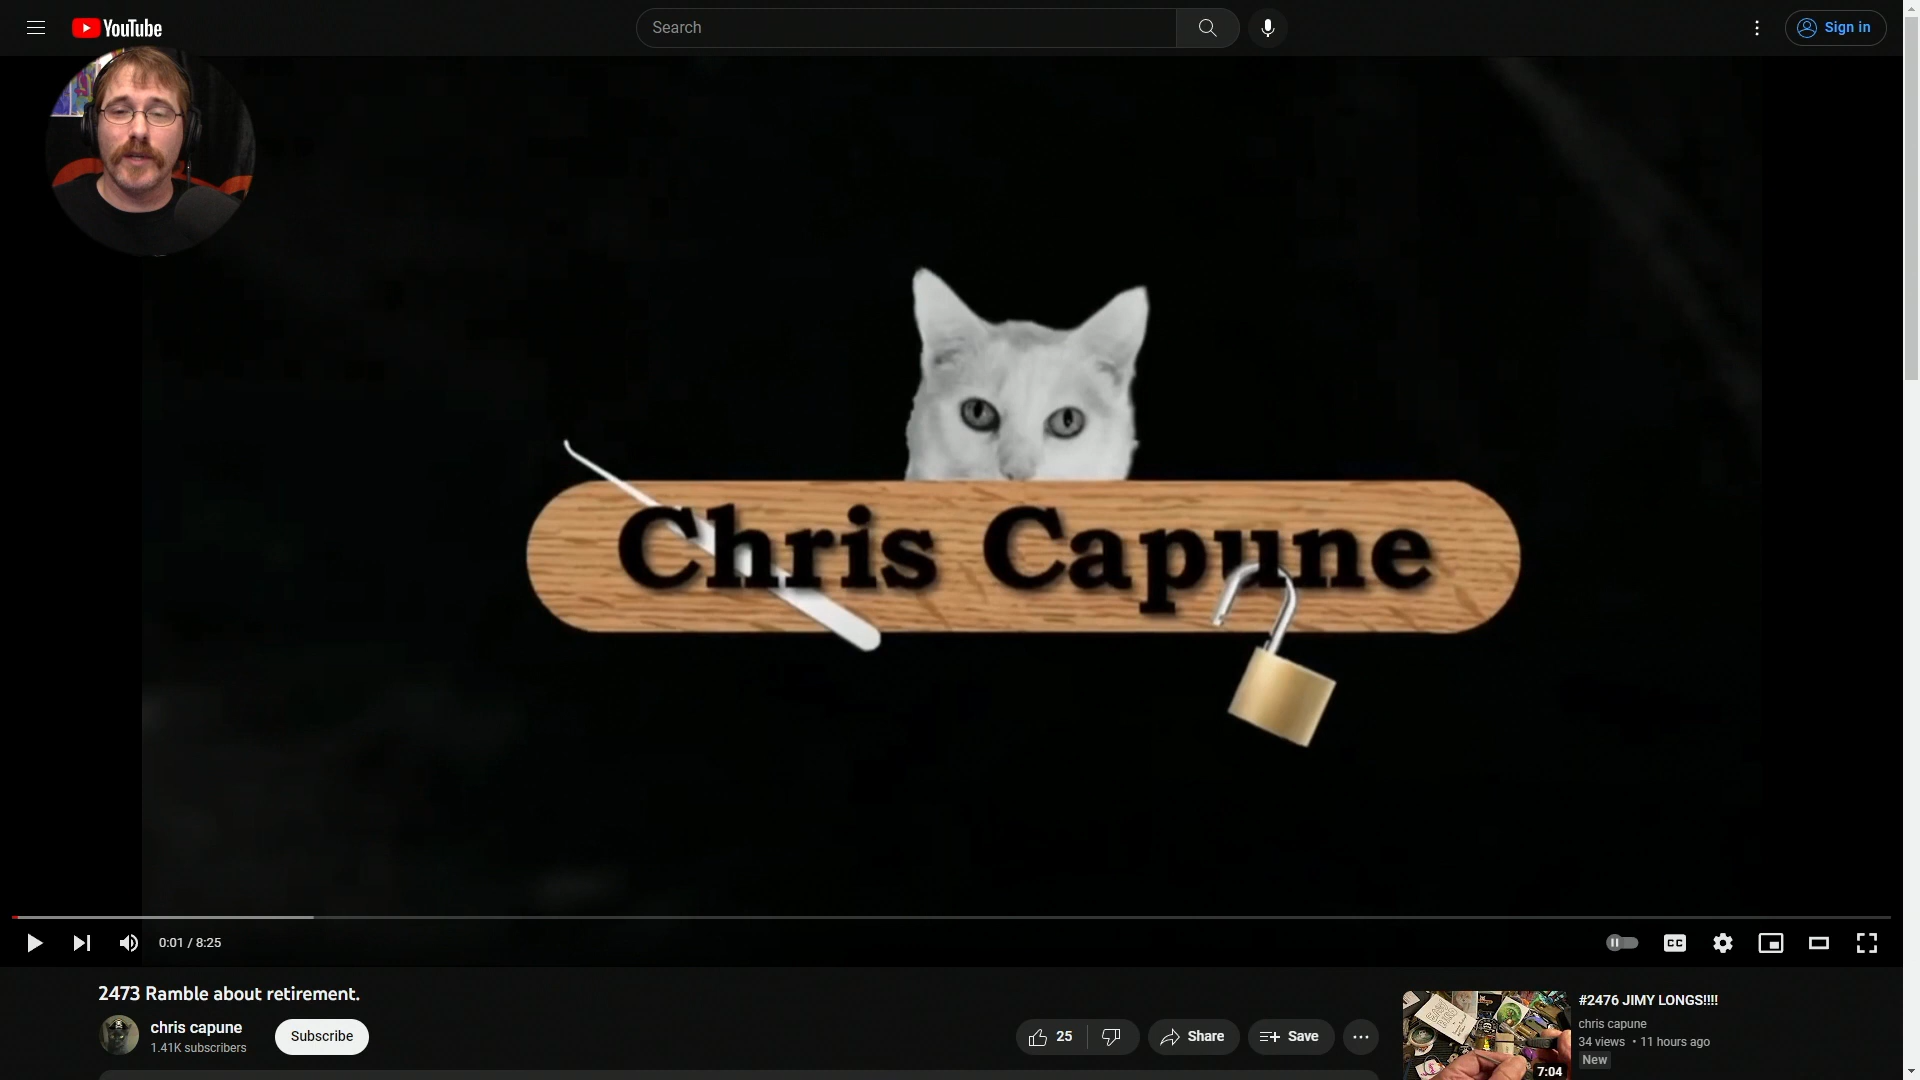 YouTube
Search
Sign in
Chris Capune
0:01 / 8:25
CC
2473 Ramble about retirement.
chris capune
1.41K subscribers
Subscribe
25
Share
Save
#2476 JIMY LONGS!!!!
chris capune
34 views • 11 hours ago
New
7:04